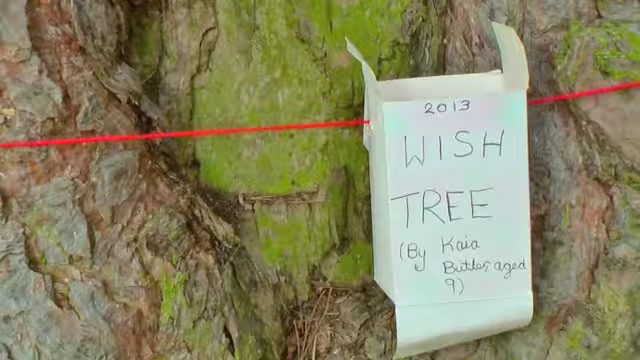 2013
WISH
TREE
(By Kaia
Butler, aged
9)